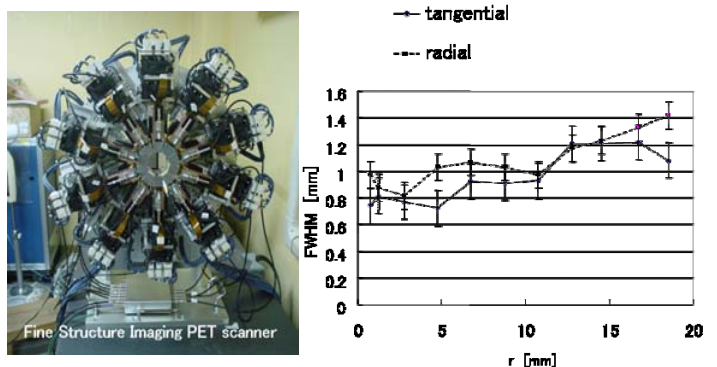 Fine Structure Imaging PET scanner
tangential
radial
FWHM [mm]
1.6
1.4
1.2
1
0.8
0.6
0.4
0.2
0
0
5
10
15
20
r [mm]